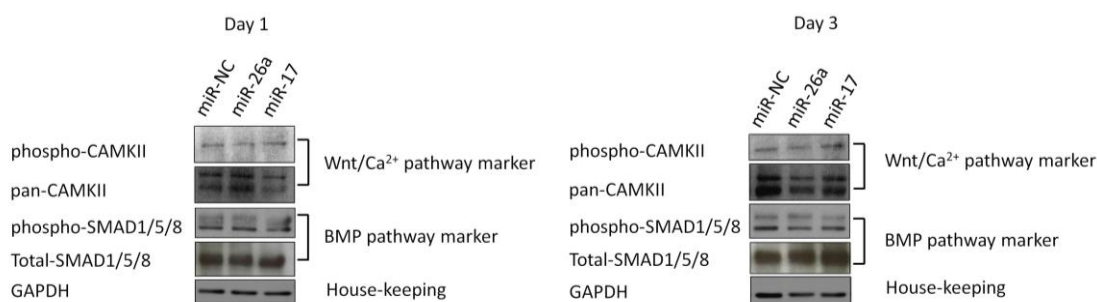 Day 1
miR-NC
miR-26a
miR-17
phospho-CAMKII
pan-CAMKII
Wnt/Ca²⁺ pathway marker
phospho-SMAD1/5/8
Total-SMAD1/5/8
BMP pathway marker
GAPDH
House-keeping
Day 3
miR-NC
miR-26a
miR-17
phospho-CAMKII
pan-CAMKII
Wnt/Ca²⁺ pathway marker
phospho-SMAD1/5/8
Total-SMAD1/5/8
BMP pathway marker
GAPDH
House-keeping